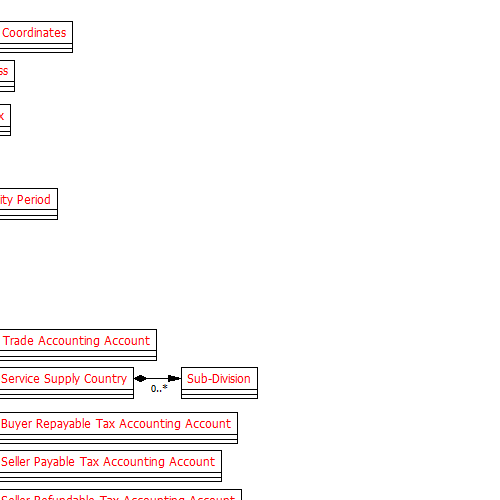 Coordinates
ss
x
ity Period
Trade Accounting Account
Service Supply Country
0..*
Sub-Division
Buyer Repayable Tax Accounting Account
Seller Payable Tax Accounting Account
Seller Refundable Tax Accounting Account